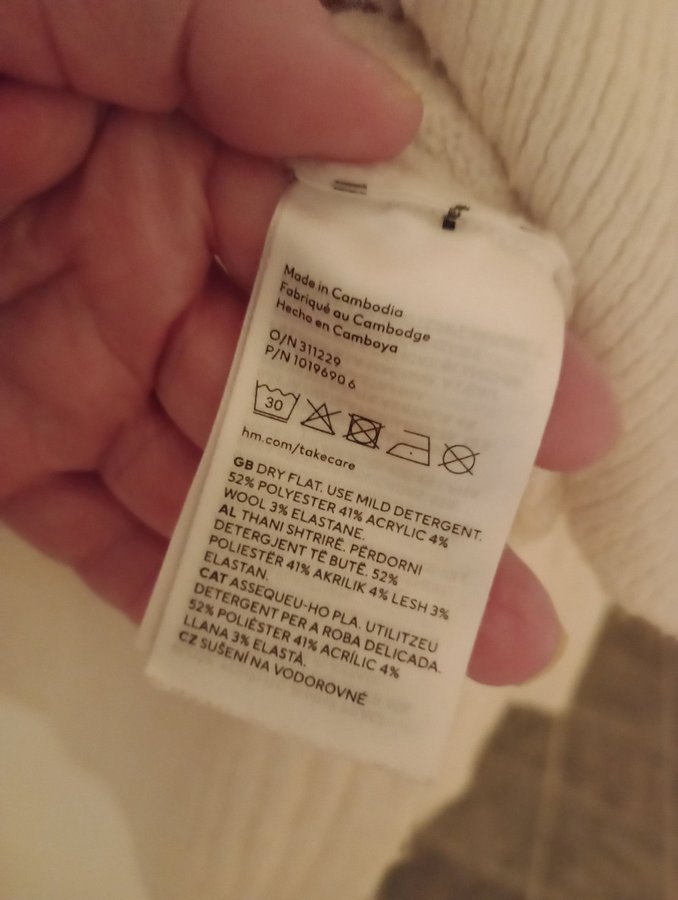 Made in Cambodia
Fabriqué au Cambodge
Hecho en Camboya
O/N 311229
P/N 1019690 6
30
hm.com/takecare
GB DRY FLAT. USE MILD DETERGENT.
52% POLYESTER 41% ACRYLIC 4%
WOOL 3% ELASTANE.
AL THANI SHTRIRË. PËRDORNI
DETERGJENT TË BUTË. 52%
POLIESTËR 41% AKRILIK 4% LESH 3%
ELASTAN.
CAT ASSEQUEU-HO PLA. UTILITZEU
DETERGENT PER A ROBA DELICADA.
52% POLIÈSTER 41% ACRÍLIC 4%
LLANA 3% ELASTÀ.
CZ SUŠENÍ NA VODOROVNÉ